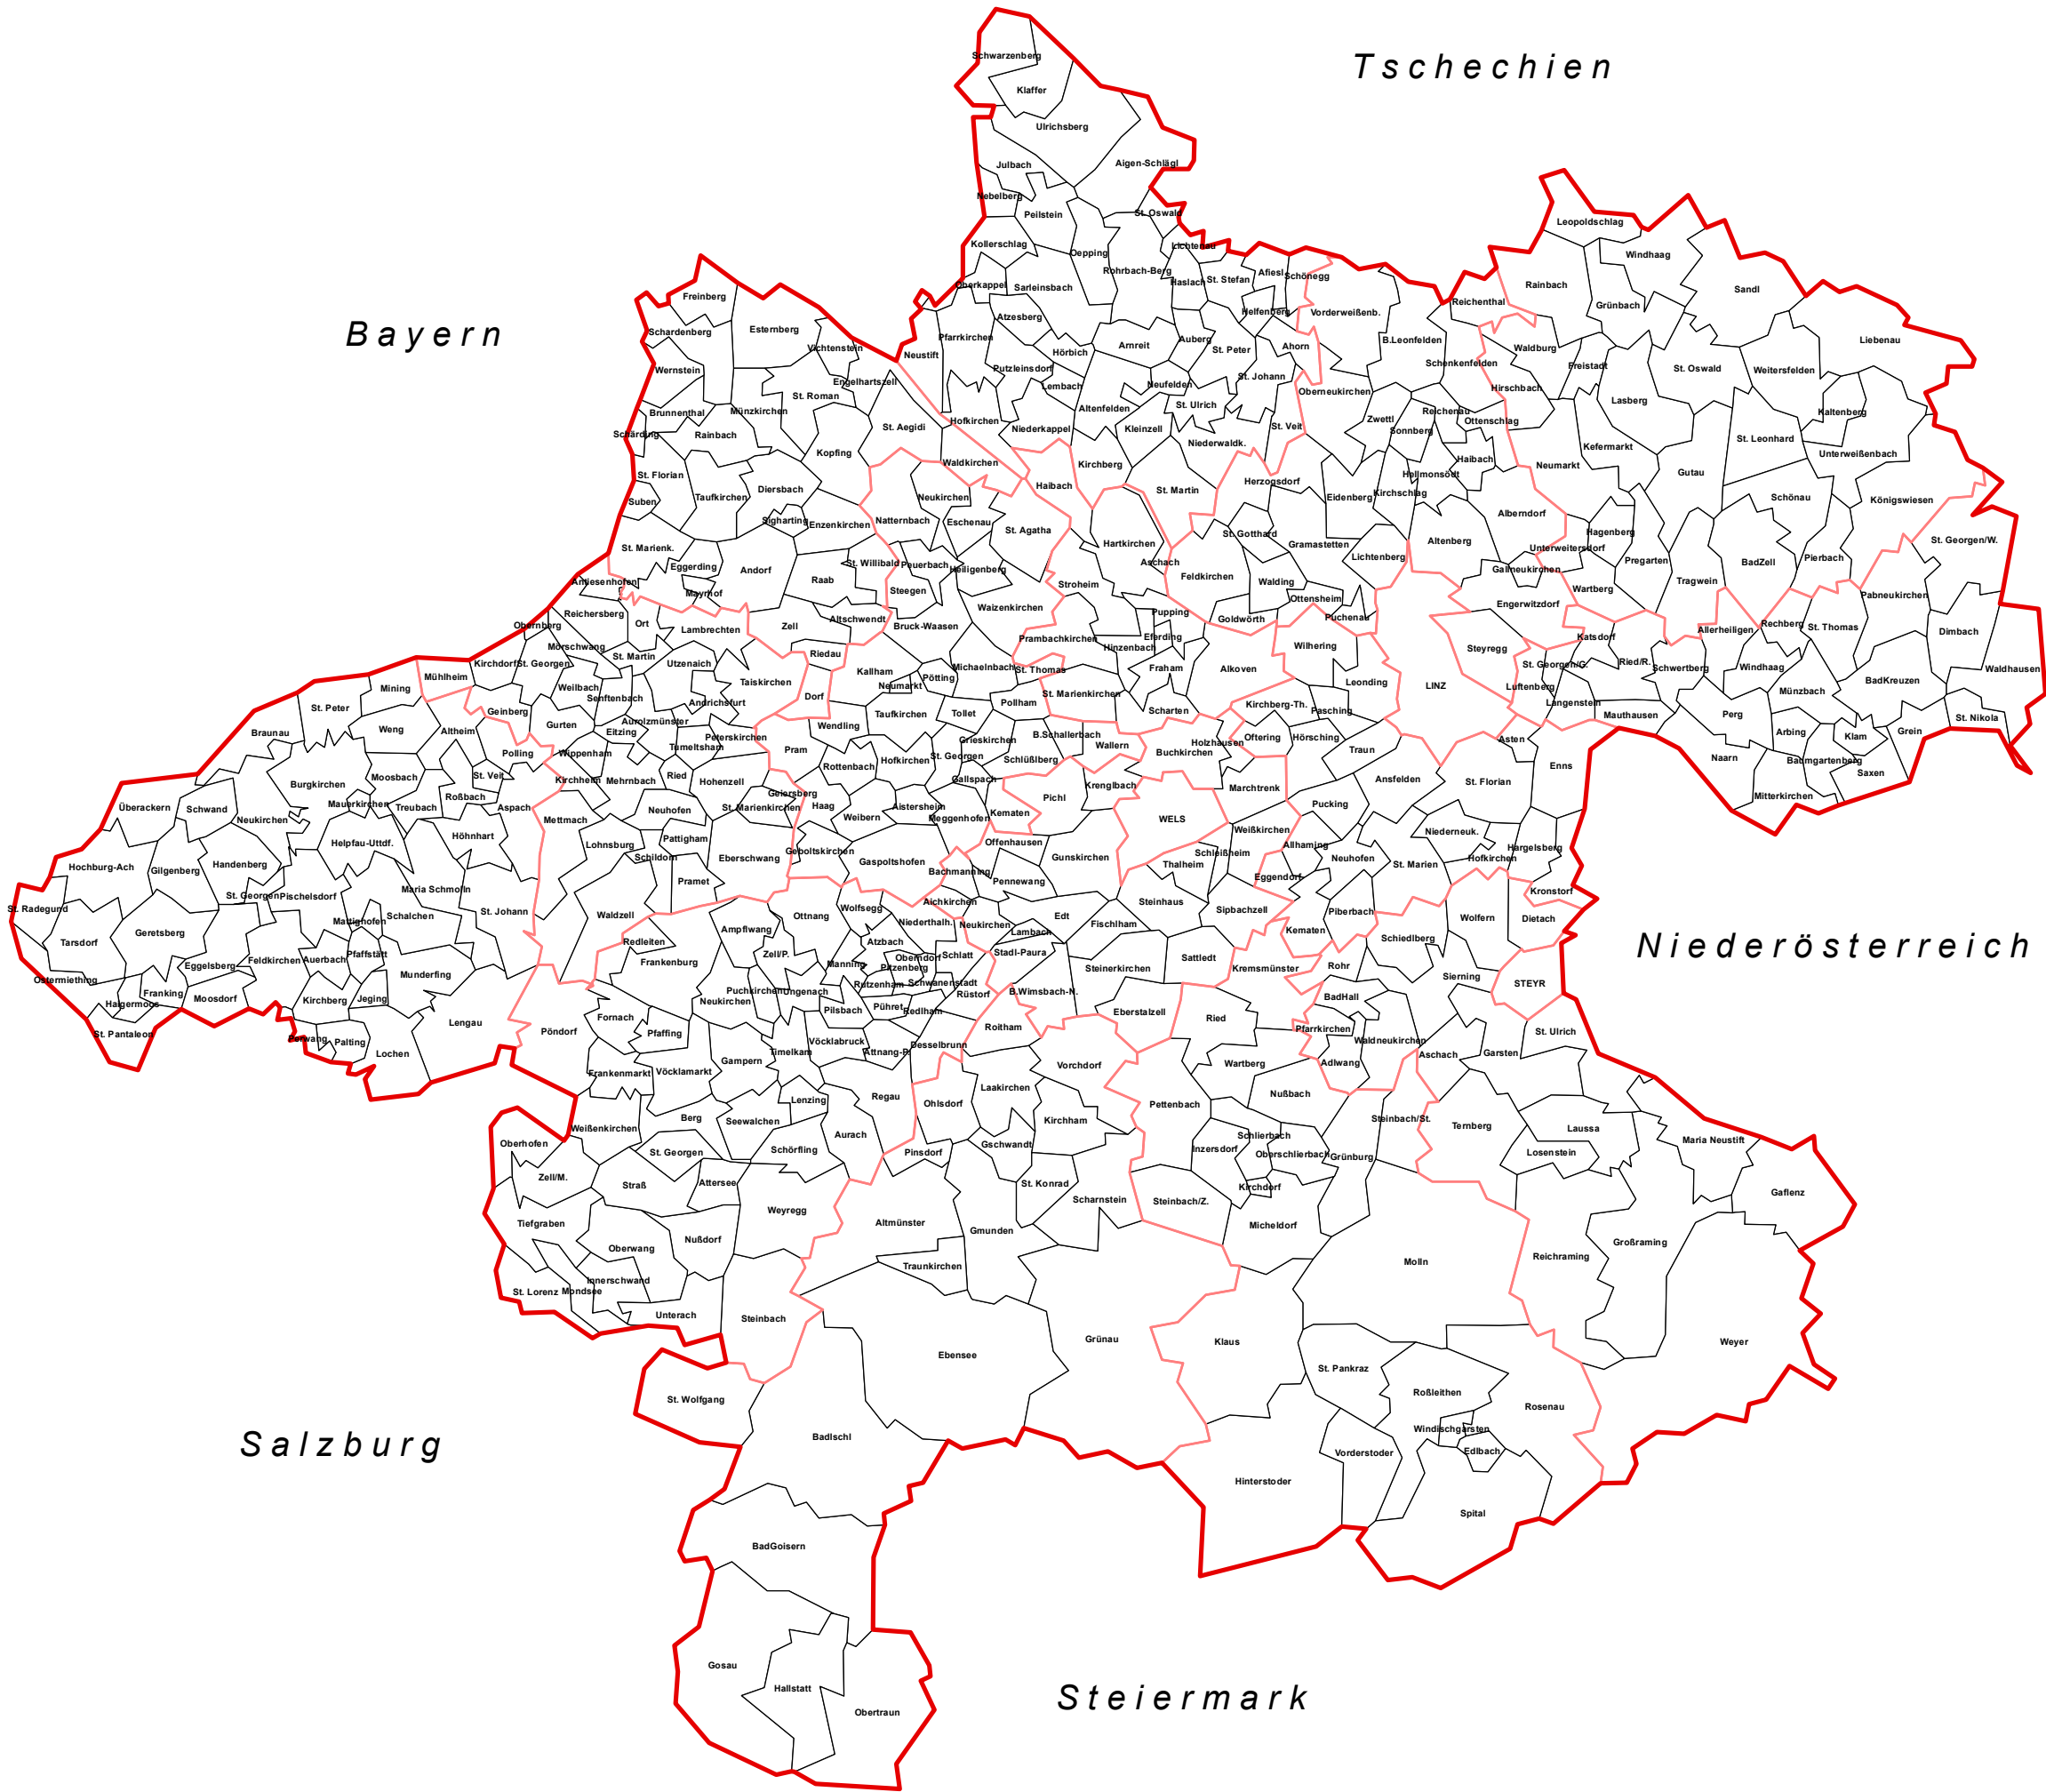 Tschechien
Bayern
Niederösterreich
Salzburg
Steiermark
Schwarzenberg
Klaffer
Ulrichsberg
Aigen-Schlägl
Julbach
Nebelberg
Peilstein
St. Oswald
Kollerschlag
Oepping
Lichtenau
Rohrbach-Berg
Haslach
St. Stefan
Afiesl
Schönegg
Oberkappel
Sarleinsbach
Helfenberg
Vorderweißenb.
Atzesberg
Pfarrkirchen
Hörbich
Arnreit
Auberg
St. Peter
Ahorn
B.Leonfelden
Neustift
Putzleinsdorf
Lembach
Neufelden
St. Johann
Oberneukirchen
Hofkirchen
Niederkappel
Altenfelden
Kleinzell
St. Ulrich
Niederwaldk.
St. Veit
Kirchberg
St. Martin
Leopoldschlag
Windhaag
Rainbach
Grünbach
Sandl
Reichenthal
Waldburg
Freistadt
Schenkenfelden
Hirschbach
St. Oswald
Weitersfelden
Liebenau
Lasberg
Kaltenberg
St. Leonhard
Unterweißenbach
Kefermarkt
Gutau
Neumarkt
Schönau
Königswiesen
Reichenau
Ottenschlag
Zwettl
Sonnberg
Haibach
Hellmonsödt
Kirchschlag
Eidenberg
Herzogsdorf
St. Gotthard
Gramastetten
Lichtenberg
Altenberg
Alberndorf
Hagenberg
Unterweitersdorf
Gallneukirchen
Wartberg
Pregarten
Tragwein
BadZell
Pierbach
St. Georgen/W.
Pabneukirchen
Dimbach
Waldhausen
Feldkirchen
Walding
Ottensheim
Goldwörth
Puchenau
Engerwitzdorf
Steyregg
Katsdorf
St. Georgen/G.
Ried/R.
Luftenberg
Langenstein
Mauthausen
Schwertberg
Allerheiligen
Windhaag
Rechberg
St. Thomas
Münzbach
BadKreuzen
St. Nikola
Perg
Arbing
Klam
Grein
Naarn
Baumgartenberg
Saxen
Mitterkirchen
Freinberg
Schardenberg
Esternberg
Vichtenstein
Wernstein
Engelhartszell
St. Roman
Brunnenthal
Münzkirchen
Schärding
Rainbach
St. Aegidi
Kopfing
Waldkirchen
St. Florian
Taufkirchen
Diersbach
Suben
Sigharting
Enzenkirchen
St. Marienk.
Eggerding
Andorf
Mayrhof
Raab
St. Willibald
Antiesenhofen
Altschwendt
Zell
Riedau
Dorf
Neukirchen
Natternbach
Eschenau
St. Agatha
Peuerbach
Heiligenberg
Steegen
Waizenkirchen
Bruck-Waasen
Kallham
Neumarkt
Pötting
Michaelnbach
St. Thomas
Pollham
Wendling
Taufkirchen
Tollet
Grieskirchen
B.Schallerbach
Wallern
Pram
Rottenbach
Hofkirchen
St. Georgen
Schlüßlberg
Gallspach
Haag
Weibern
Aistersheim
Meggenhofen
Kematen
Geboltskirchen
Gaspoltshofen
Haibach
Hartkirchen
Aschach
Stroheim
Pupping
Eferding
Prambachkirchen
Hinzenbach
Fraham
Alkoven
St. Marienkirchen
Scharten
Wilhering
Leonding
LINZ
Kirchberg-Th.
Pasching
Oftering
Hörsching
Traun
Ansfelden
St. Florian
Asten
Enns
Pucking
Allhaming
Neuhofen
St. Marien
Niederneuk.
Hofkirchen
Hargelsberg
Kronstorf
Eggendorf
Piberbach
Kematen
Buchkirchen
Holzhausen
Marchtrenk
Krenglbach
Pichl
WELS
Weißkirchen
Schleißheim
Thalheim
Offenhausen
Gunskirchen
Pennewang
Bachmanning
Aichkirchen
Neukirchen
Edt
Lambach
Fischlham
Steinhaus
Sipbachzell
Stadl-Paura
Steinerkirchen
Sattledt
B.Wimsbach-N.
Eberstalzell
Reichersberg
Ort
Lambrechten
Obernberg
Mörschwang
St. Martin
Utzenaich
Kirchdorf
St. Georgen
Weilbach
Senftenbach
Taiskirchen
Andrichsfurt
Mühlheim
Geinberg
Gurten
Aurolzmünster
Eitzing
Peterskirchen
Tumeltsham
Wippenham
Kirchheim
Mehrnbach
Ried
Hohenzell
Geiersberg
St. Marienkirchen
Neuhofen
Mettmach
Lohnsburg
Pattigham
Schildorn
Eberschwang
Pramet
Waldzell
Mining
St. Peter
Weng
Altheim
Polling
Braunau
Burgkirchen
Moosbach
St. Veit
Roßbach
Überackern
Schwand
Mauerkirchen
Treubach
Aspach
Neukirchen
Helpfau-Uttdf.
Höhnhart
Hochburg-Ach
Gilgenberg
Handenberg
St. Georgen
Pischelsdorf
Maria Schmolln
St. Johann
St. Radegund
Tarsdorf
Geretsberg
Mattighofen
Schalchen
Feldkirchen
Auerbach
Pfaffstätt
Munderfing
Ostermiething
Eggelsberg
Franking
Haigermoos
Moosdorf
Kirchberg
Jeging
St. Pantaleon
Perwang
Palting
Lochen
Lengau
Pöndorf
Redleiten
Frankenburg
Ampflwang
Ottnang
Wolfsegg
Niederthalh.
Atzbach
Zell/P.
Manning
Oberndorf
Pitzenberg
Schlatt
Rutzenham
Schwanenstadt
Neukirchen
Puchkirchen
Ungenach
Pilsbach
Pühret
Redlham
Rüstorf
Fornach
Pfaffing
Vöcklabruck
Attnang-P.
Desselbrunn
Timelkam
Gampern
Frankenmarkt
Vöcklamarkt
Regau
Lenzing
Berg
Seewalchen
Aurach
Weißenkirchen
Schörfling
Oberhofen
St. Georgen
Zell/M.
Straß
Attersee
Weyregg
Tiefgraben
Oberwang
Nußdorf
Innerschwand
Mondsee
St. Lorenz
Unterach
Steinbach
Roitham
Vorchdorf
Laakirchen
Ohlsdorf
Kirchham
Gschwandt
Pinsdorf
St. Konrad
Scharnstein
Altmünster
Gmunden
Traunkirchen
Ebensee
Grünau
St. Wolfgang
BadIschl
BadGoisern
Gosau
Hallstatt
Obertraun
Kremsmünster
Ried
Wartberg
Nußbach
Pettenbach
Schlierbach
Inzersdorf
Oberschlierbach
Kirchdorf
Grünburg
Steinbach/St.
Steinbach/Z.
Micheldorf
Molln
Klaus
St. Pankraz
Roßleithen
Rosenau
Windischgarsten
Edlbach
Vorderstoder
Hinterstoder
Spital
Rohr
Schiedlberg
Wolfern
Dietach
Sierning
STEYR
BadHall
Pfarrkirchen
Waldneukirchen
Adlwang
Aschach
Garsten
St. Ulrich
Ternberg
Laussa
Losenstein
Maria Neustift
Gaflenz
Reichraming
Großraming
Weyer